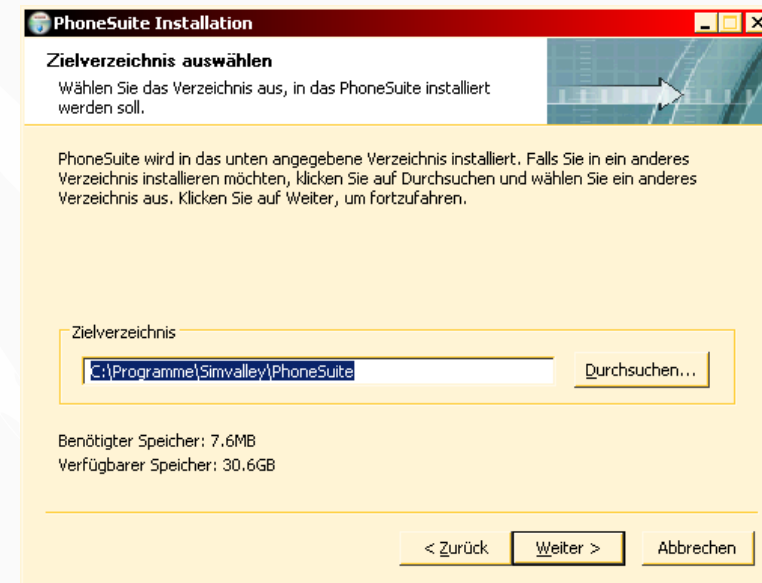 PhoneSuite Installation
Zielverzeichnis auswählen
Wählen Sie das Verzeichnis aus, in das PhoneSuite installiert
werden soll.
PhoneSuite wird in das unten angegebene Verzeichnis installiert. Falls Sie in ein anderes
Verzeichnis installieren möchten, klicken Sie auf Durchsuchen und wählen Sie ein anderes
Verzeichnis aus. Klicken Sie auf Weiter, um fortzufahren.
Zielverzeichnis
C:\Programme\Simvalley\PhoneSuite
Durchsuchen...
Benötigter Speicher: 7.6MB
Verfügbarer Speicher: 30.6GB
< Zurück
Weiter >
Abbrechen